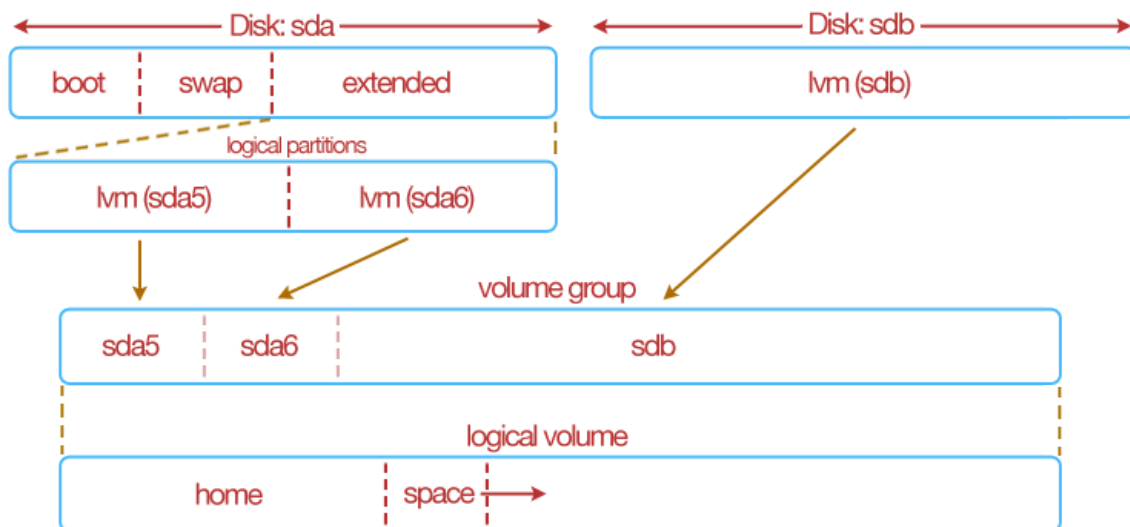 Disk: sda
Disk: sdb
boot
swap
extended
lvm (sdb)
logical partitions
lvm (sda5)
lvm (sda6)
volume group
sda5
sda6
sdb
logical volume
home
space